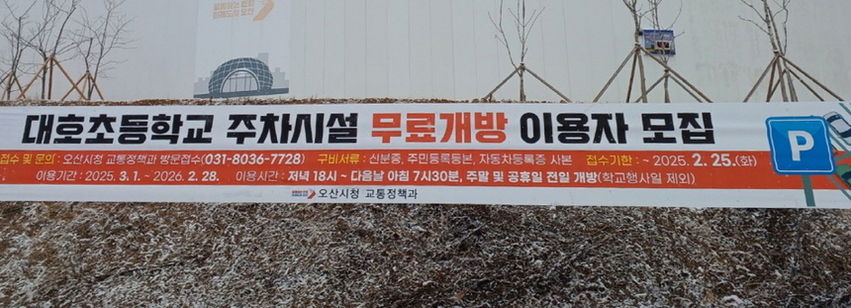 대호초등학교 주차시설 무료개방 이용자 모집
접수 및 문의 : 오산시청 교통정책과 방문접수(031-8036-7728) 구비서류 : 신분증, 주민등록등본, 자동차등록증 사본 접수기한 : ~ 2025. 2. 25.(화)
이용기간 : 2025. 3. 1. ~ 2026. 2. 28. 이용시간 : 저녁 18시 ~ 다음날 아침 7시30분, 주말 및 공휴일 전일 개방(학교행사일 제외)
오산시청 교통정책과
P